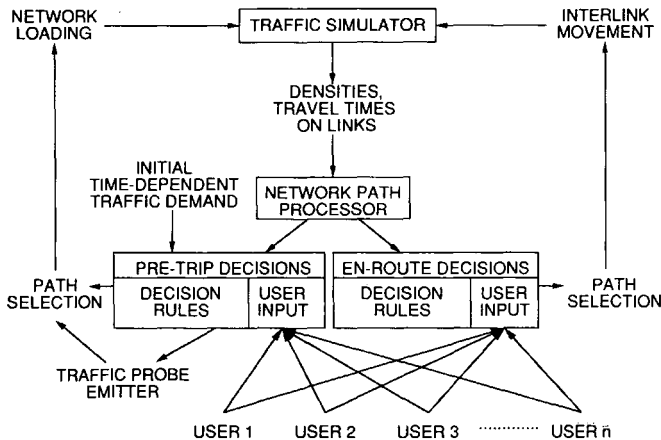 NETWORK
LOADING
TRAFFIC SIMULATOR
INTERLINK
MOVEMENT
DENSITIES,
TRAVEL TIMES
ON LINKS
INITIAL
TIME-DEPENDENT
TRAFFIC DEMAND
NETWORK PATH
PROCESSOR
PRE-TRIP DECISIONS
EN-ROUTE DECISIONS
PATH
SELECTION
DECISION
RULES
USER
INPUT
DECISION
RULES
USER
INPUT
PATH
SELECTION
TRAFFIC PROBE
EMITTER
USER 1
USER 2
USER 3
USER n